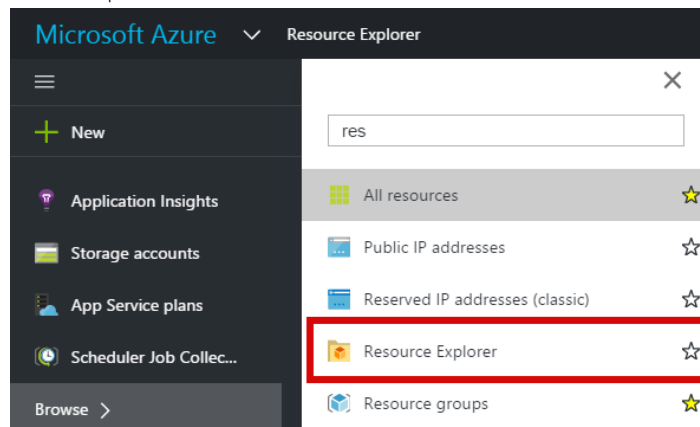 Microsoft Azure Resource Explorer
New
Application Insights
Storage accounts
App Service plans
Scheduler Job Collec...
Browse >
res
All resources
Public IP addresses
Reserved IP addresses (classic)
Resource Explorer
Resource groups